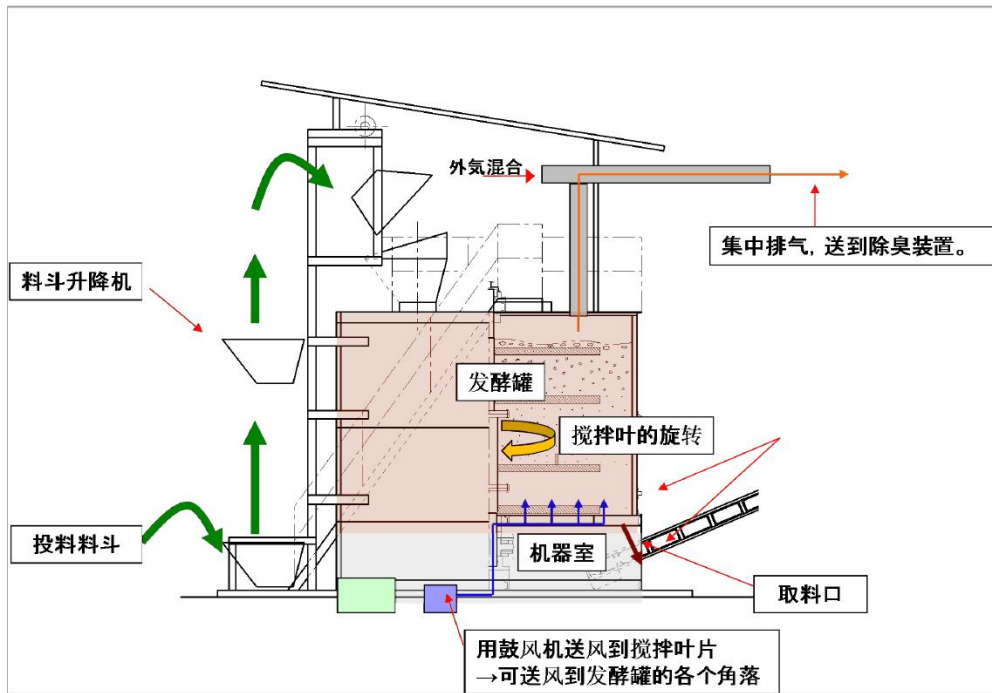 外気混合
集中排气, 送到除臭装置。
料斗升降机
发酵罐
搅拌叶的旋转
投料料斗
机器室
取料口
用鼓风机送风到搅拌叶片
→可送风到发酵罐的各个角落